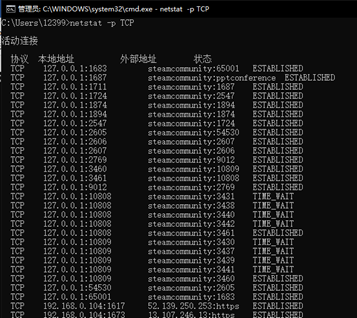 管理员: C:\WINDOWS\system32\cmd.exe - netstat -p TCP
C:\Users\12399>netstat -p TCP
活动连接
协议 本地地址 外部地址 状态
TCP 127.0.0.1:1683 steamcommunity:65001 ESTABLISHED
TCP 127.0.0.1:1687 steamcommunity:pptconference ESTABLISHED
TCP 127.0.0.1:1711 steamcommunity:1687 ESTABLISHED
TCP 127.0.0.1:1724 steamcommunity:2547 ESTABLISHED
TCP 127.0.0.1:1874 steamcommunity:1894 ESTABLISHED
TCP 127.0.0.1:1894 steamcommunity:1874 ESTABLISHED
TCP 127.0.0.1:2547 steamcommunity:1724 ESTABLISHED
TCP 127.0.0.1:2605 steamcommunity:54530 ESTABLISHED
TCP 127.0.0.1:2606 steamcommunity:2607 ESTABLISHED
TCP 127.0.0.1:2607 steamcommunity:2606 ESTABLISHED
TCP 127.0.0.1:2769 steamcommunity:9012 ESTABLISHED
TCP 127.0.0.1:3460 steamcommunity:10809 ESTABLISHED
TCP 127.0.0.1:3461 steamcommunity:10808 ESTABLISHED
TCP 127.0.0.1:9012 steamcommunity:2769 ESTABLISHED
TCP 127.0.0.1:10808 steamcommunity:3431 TIME_WAIT
TCP 127.0.0.1:10808 steamcommunity:3438 TIME_WAIT
TCP 127.0.0.1:10808 steamcommunity:3440 TIME_WAIT
TCP 127.0.0.1:10808 steamcommunity:3442 TIME_WAIT
TCP 127.0.0.1:10808 steamcommunity:3461 ESTABLISHED
TCP 127.0.0.1:10809 steamcommunity:3430 TIME_WAIT
TCP 127.0.0.1:10809 steamcommunity:3437 TIME_WAIT
TCP 127.0.0.1:10809 steamcommunity:3439 TIME_WAIT
TCP 127.0.0.1:10809 steamcommunity:3441 TIME_WAIT
TCP 127.0.0.1:10809 steamcommunity:3460 ESTABLISHED
TCP 127.0.0.1:54530 steamcommunity:2605 ESTABLISHED
TCP 127.0.0.1:65001 steamcommunity:1683 ESTABLISHED
TCP 192.168.0.104:1617 52.139.250.253:https ESTABLISHED
TCP 192.168.0.104:1673 13.107.246.13:https ESTABLISHED